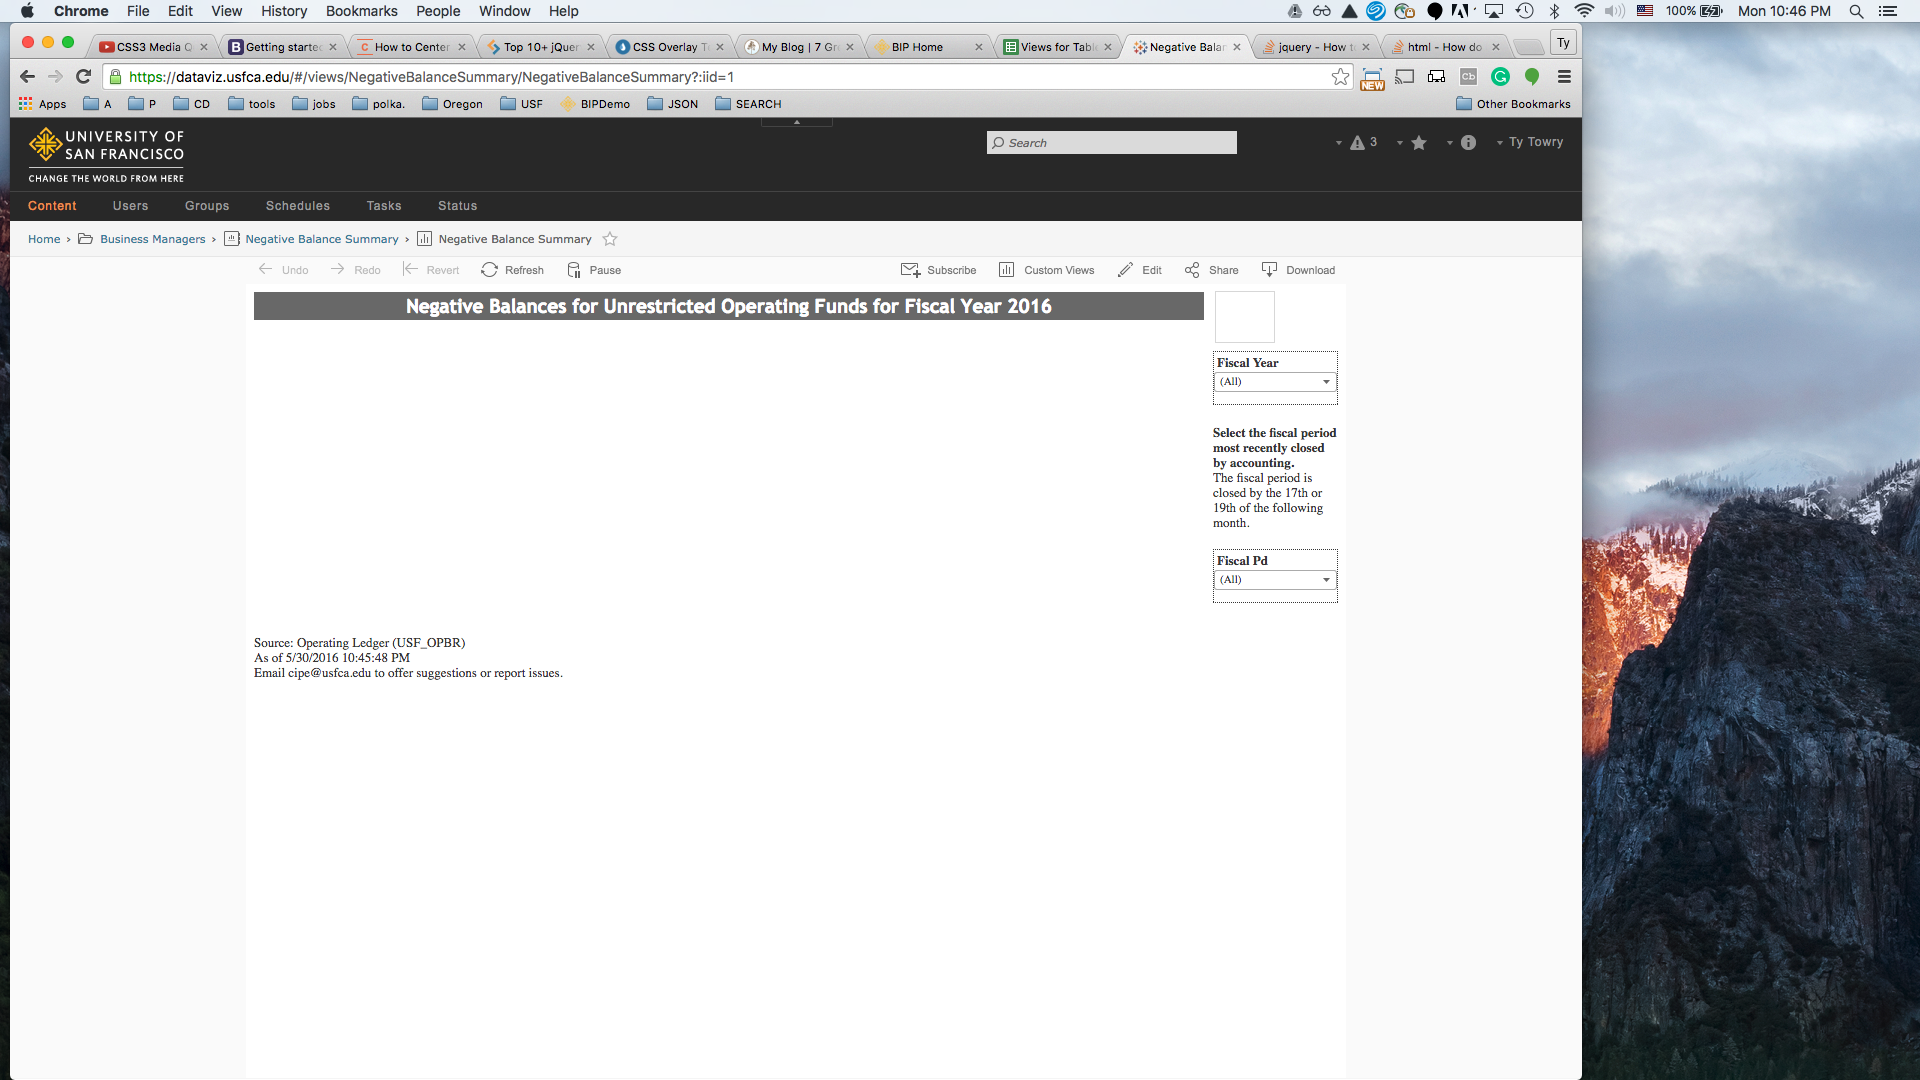 Chrome File Edit View History Bookmarks People Window Help 100% Mon 10:46 PM
CSS3 Media Q Getting starte How to Center Top 10+ jQuer CSS Overlay T My Blog | 7 Gr BIP Home Views for Tabl Negative Balar jquery - How t html - How do Ty
https://dataviz.usfca.edu/#/views/NegativeBalanceSummary/NegativeBalanceSummary?:iid=1
NEW Cb
Apps A P CD tools jobs polka. Oregon USF BIPDemo JSON SEARCH Other Bookmarks
UNIVERSITY OF
SAN FRANCISCO
CHANGE THE WORLD FROM HERE
Search 3 Ty Towry
Content Users Groups Schedules Tasks Status
Home › Business Managers › Negative Balance Summary › Negative Balance Summary
Undo Redo Revert Refresh Pause Subscribe Custom Views Edit Share Download
Negative Balances for Unrestricted Operating Funds for Fiscal Year 2016
Fiscal Year
(All)
Select the fiscal period
most recently closed
by accounting.
The fiscal period is
closed by the 17th or
19th of the following
month.
Fiscal Pd
(All)
Source: Operating Ledger (USF_OPBR)
As of 5/30/2016 10:45:48 PM
Email cipe@usfca.edu to offer suggestions or report issues.